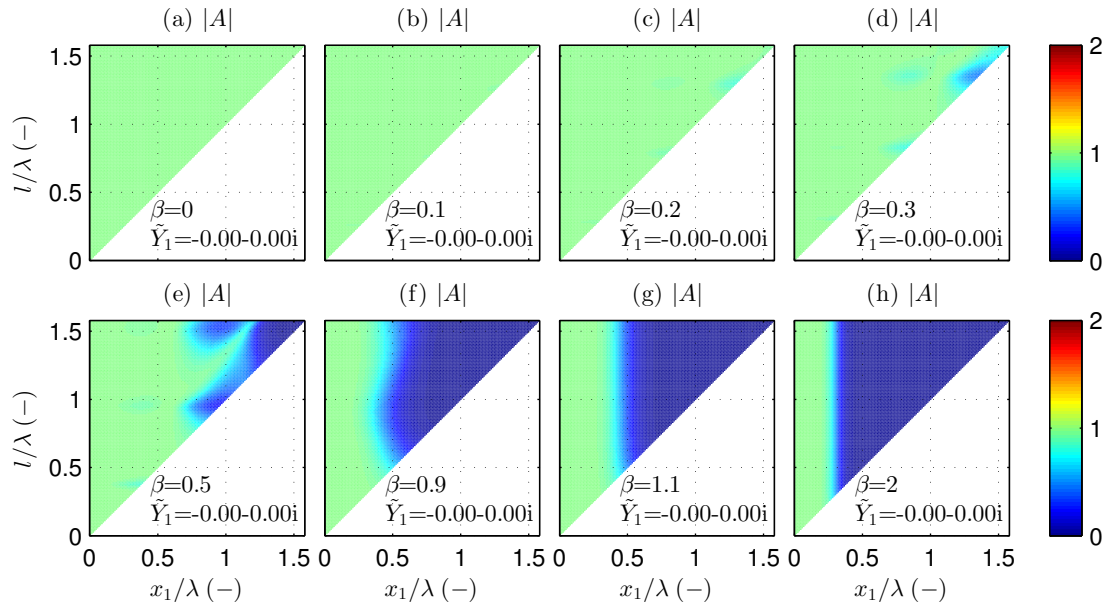 (a) |A| (b) |A| (c) |A| (d) |A|
1.5
1
0.5
0
l/λ (−)
β=0
Ỹ₁=-0.00-0.00i
β=0.1
Ỹ₁=-0.00-0.00i
β=0.2
Ỹ₁=-0.00-0.00i
β=0.3
Ỹ₁=-0.00-0.00i
2
1
0
(e) |A| (f) |A| (g) |A| (h) |A|
1.5
1
0.5
0
l/λ (−)
β=0.5
Ỹ₁=-0.00-0.00i
β=0.9
Ỹ₁=-0.00-0.00i
β=1.1
Ỹ₁=-0.00-0.00i
β=2
Ỹ₁=-0.00-0.00i
2
1
0
0 0.5 1 1.5 0 0.5 1 1.5 0 0.5 1 1.5 0 0.5 1 1.5
x₁/λ (−) x₁/λ (−) x₁/λ (−) x₁/λ (−)